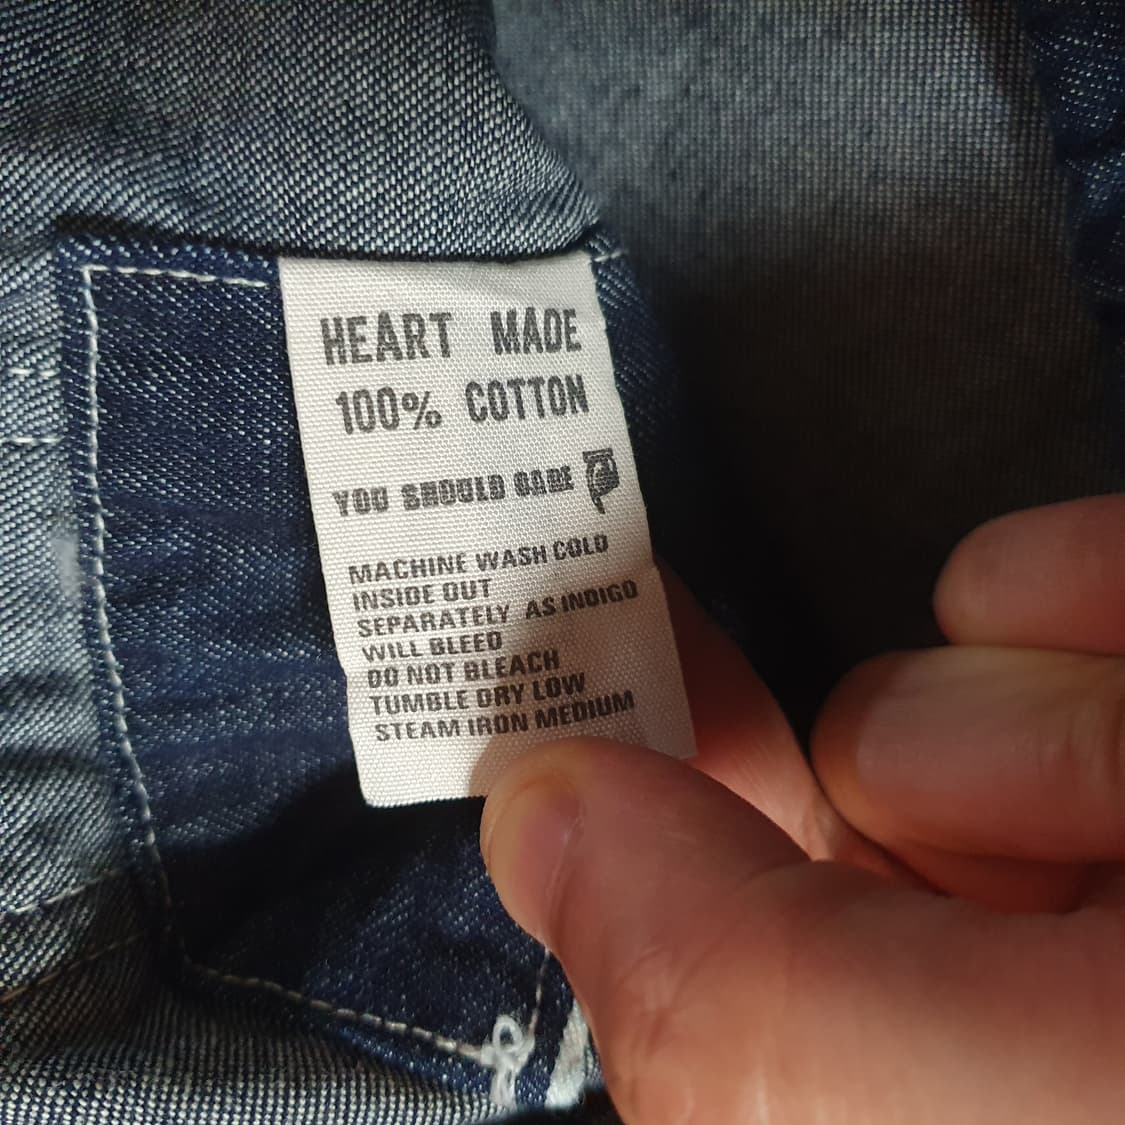 HEART MADE
100% COTTON
YOU SHOULD CARE
MACHINE WASH COLD
INSIDE OUT
SEPARATELY AS INDIGO
WILL BLEED
DO NOT BLEACH
TUMBLE DRY LOW
STEAM IRON MEDIUM